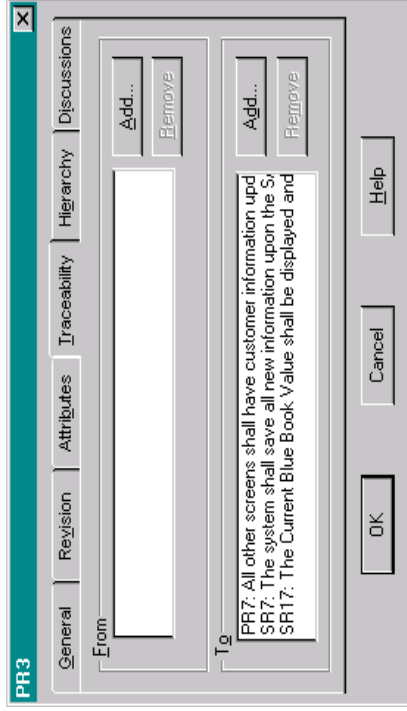 PR3
General Revision Attributes Traceability Hierarchy Discussions
From
Add...
Remove
To
PR7: All other screens shall have customer information upd
SR7: The system shall save all new information upon the SA
SR17: The Current Blue Book Value shall be displayed and
Add...
Remove
OK Cancel Help